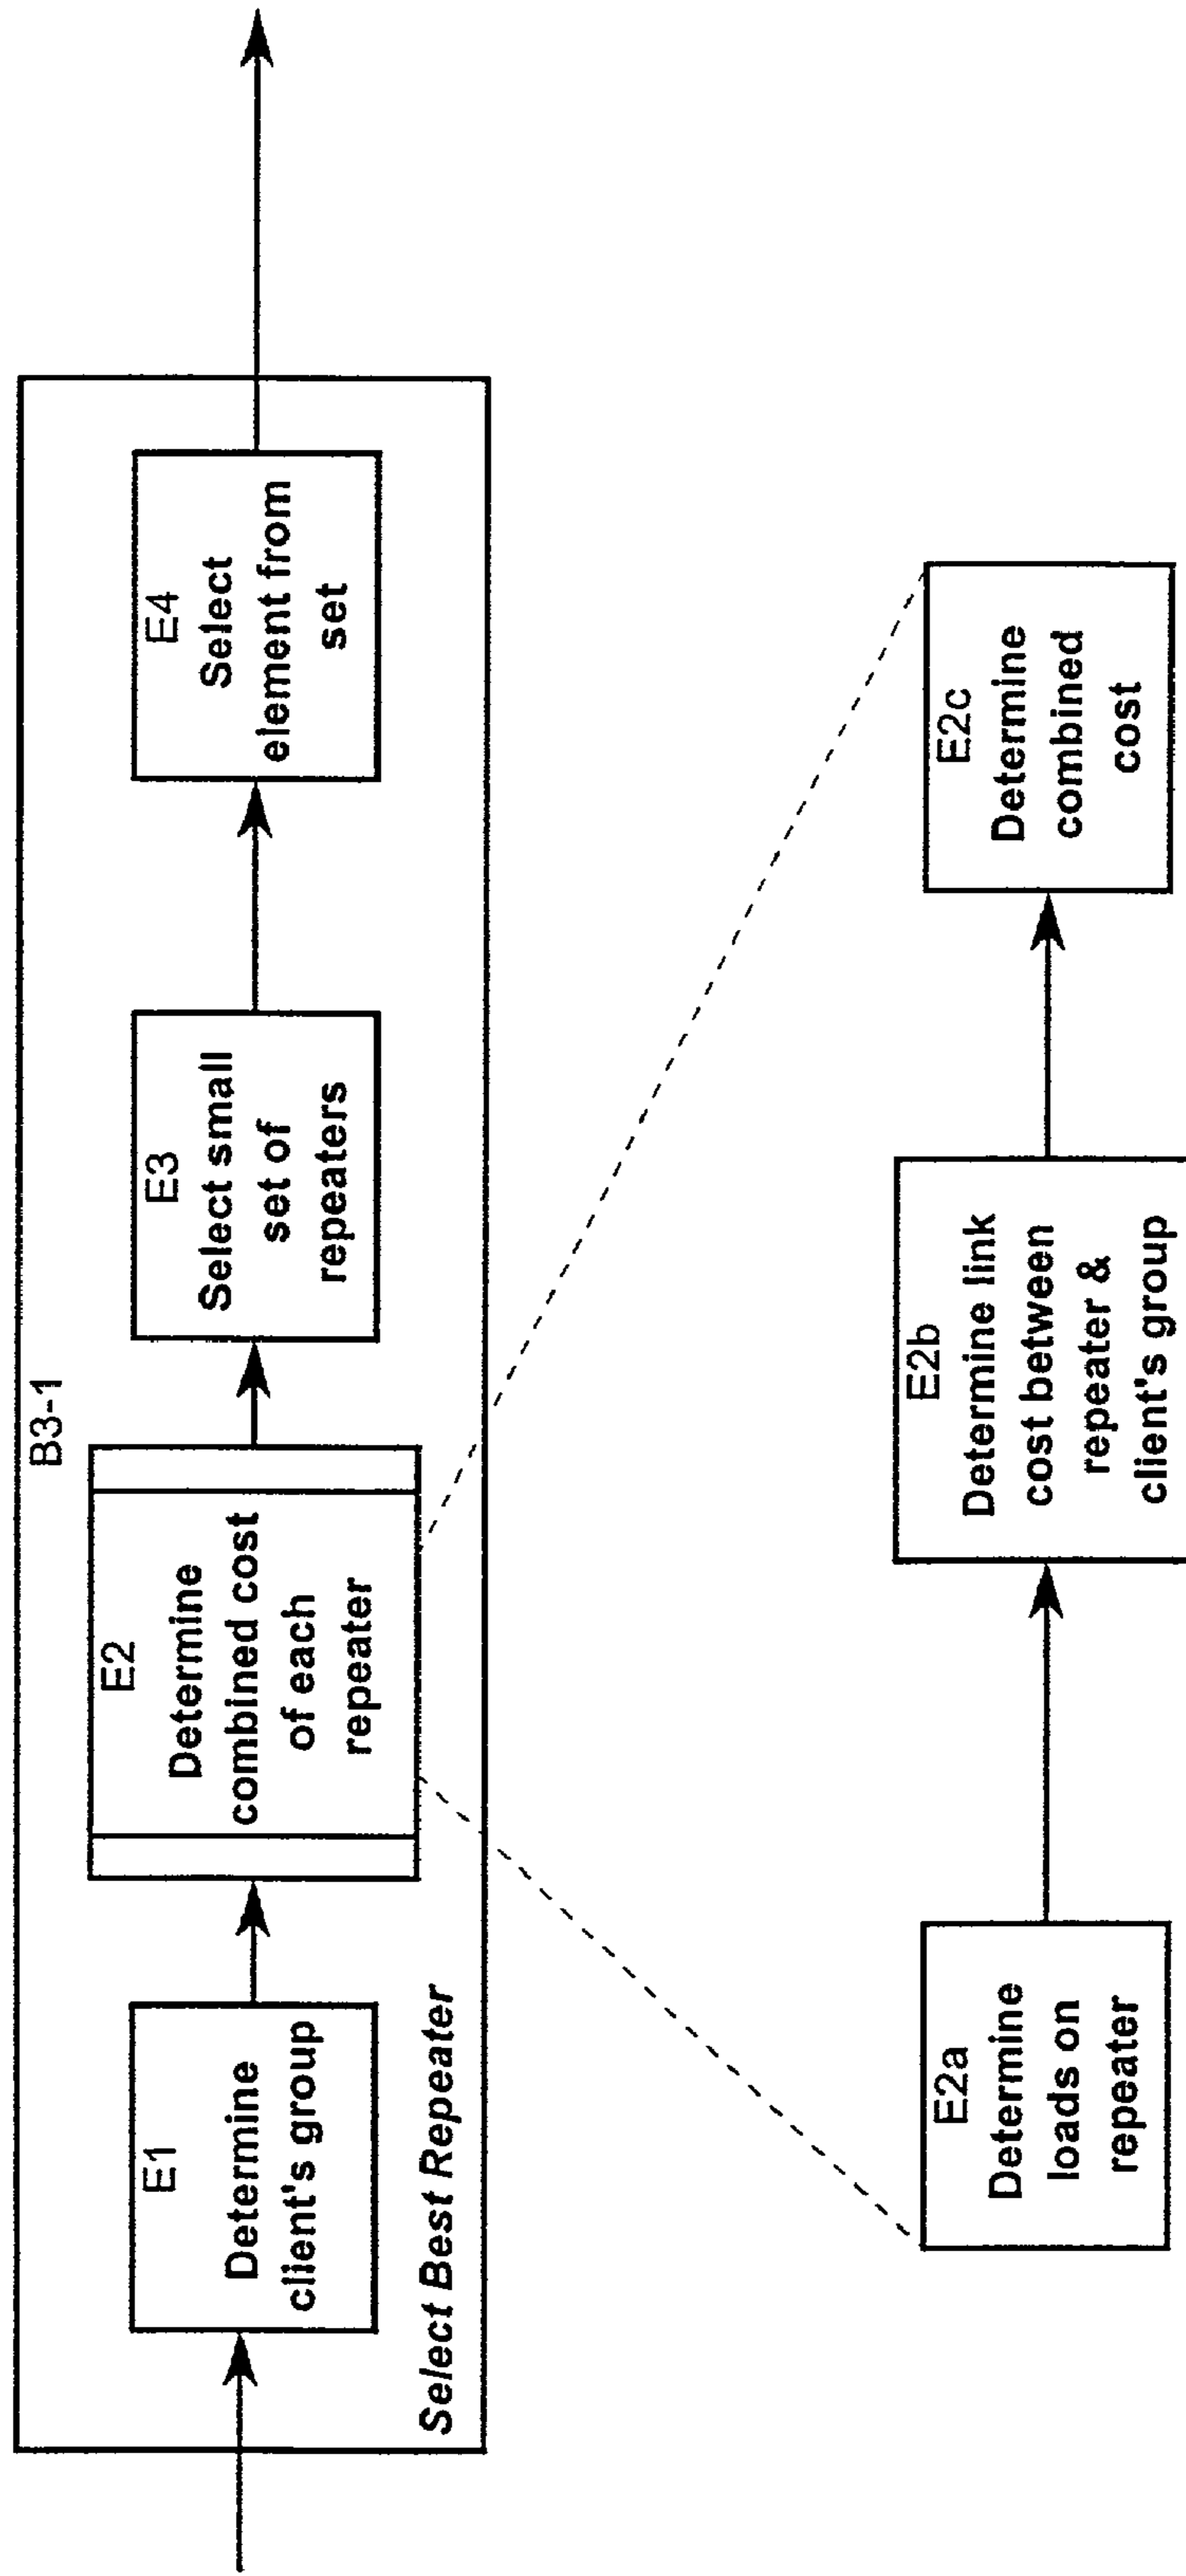 B3-1
E1
Determine
client's group
E2
Determine
combined cost
of each
repeater
E3
Select small
set of
repeaters
E4
Select
element from
set
Select Best Repeater
E2a
Determine
loads on
repeater
E2b
Determine link
cost between
repeater &
client's group
E2c
Determine
combined
cost